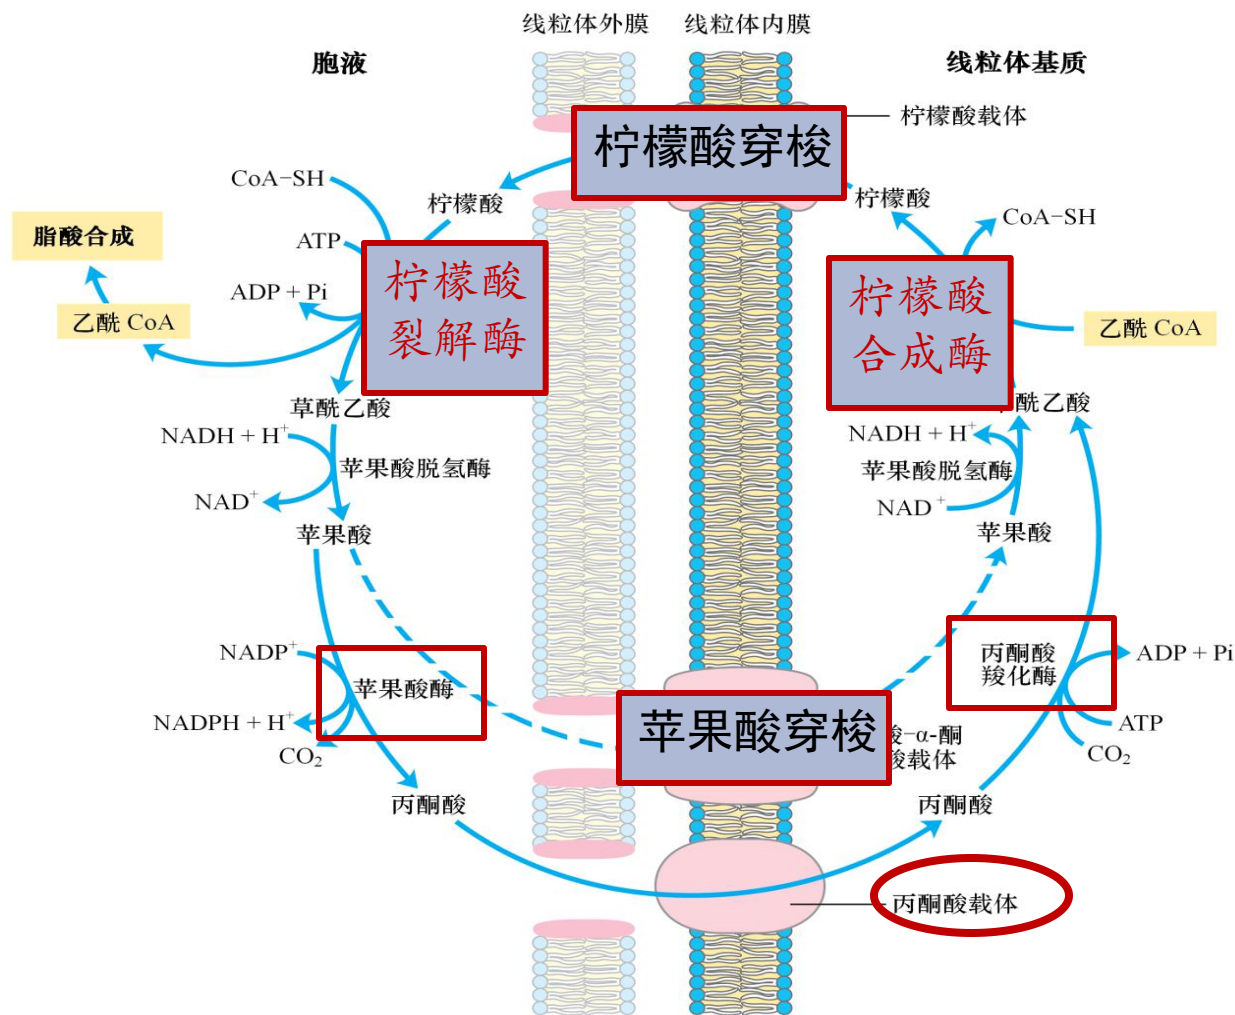 线粒体外膜
线粒体内膜
胞液
线粒体基质
柠檬酸载体
柠檬酸穿梭
CoA-SH
柠檬酸
柠檬酸
CoA-SH
脂酸合成
ATP
柠檬酸
裂解酶
柠檬酸
合成酶
ADP + Pi
乙酰 CoA
乙酰 CoA
草酰乙酸
酰乙酸
NADH + H⁺
苹果酸脱氢酶
NAD⁺
NADH + H⁺
苹果酸脱氢酶
NAD⁺
苹果酸
苹果酸
NADP⁺
苹果酸酶
NADPH + H⁺
CO₂
丙酮酸
羧化酶
ADP + Pi
ATP
CO₂
苹果酸穿梭
酸-α-酮
酸载体
丙酮酸
丙酮酸
丙酮酸载体